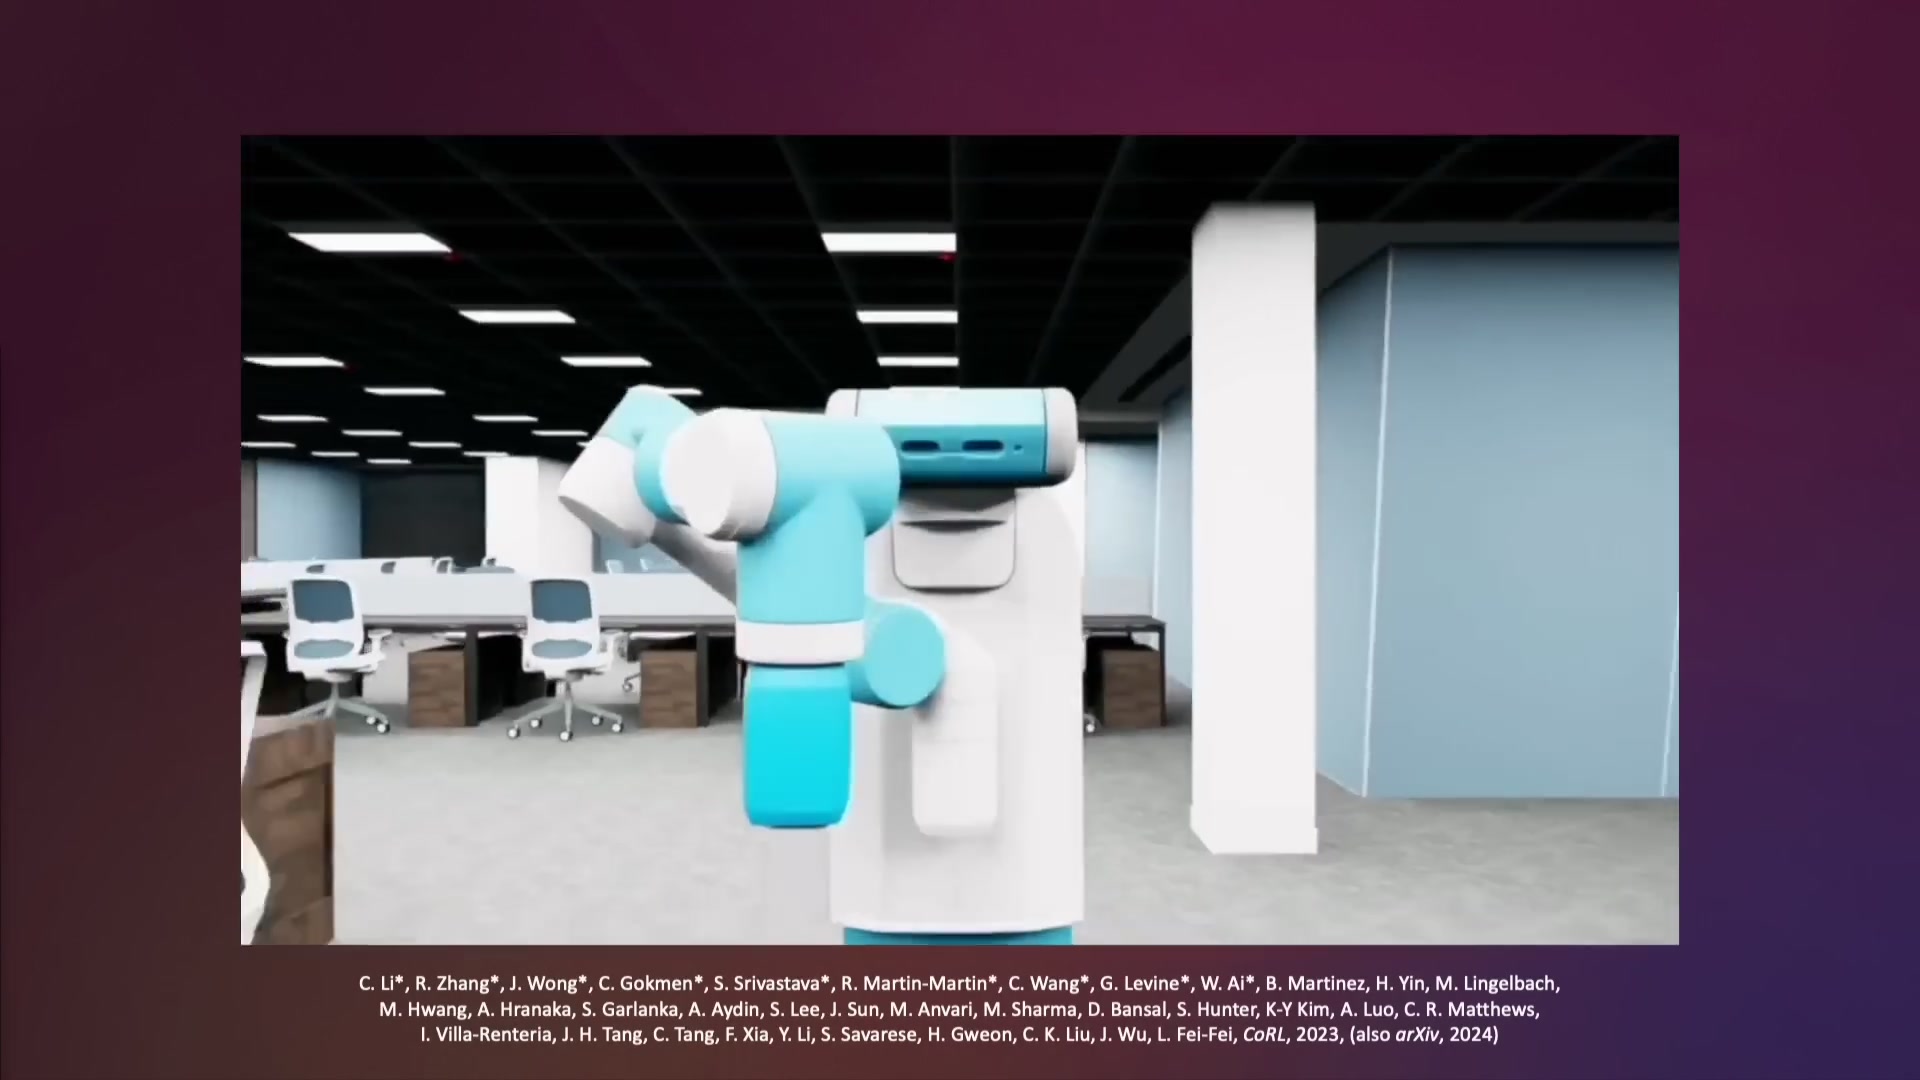 C. Li*, R. Zhang*, J. Wong*, C. Gokmen*, S. Srivastava*, R. Martin-Martin*, C. Wang*, G. Levine*, W. Ai*, B. Martinez, H. Yin, M. Lingelbach,
M. Hwang, A. Hranaka, S. Garlanka, A. Aydin, S. Lee, J. Sun, M. Anvari, M. Sharma, D. Bansal, S. Hunter, K-Y Kim, A. Luo, C. R. Matthews,
I. Villa-Renteria, J. H. Tang, C. Tang, F. Xia, Y. Li, S. Savarese, H. Gweon, C. K. Liu, J. Wu, L. Fei-Fei, CoRL, 2023, (also arXiv, 2024)